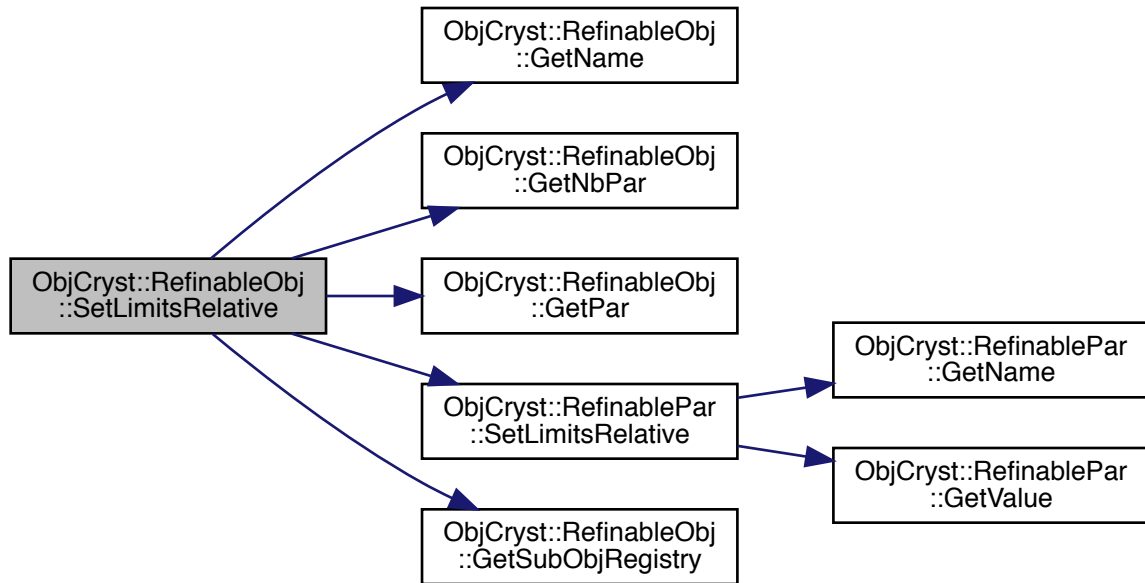 ObjCryst::RefinableObj
::GetName
ObjCryst::RefinableObj
::GetNbPar
ObjCryst::RefinableObj
::SetLimitsRelative
ObjCryst::RefinableObj
::GetPar
ObjCryst::RefinablePar
::GetName
ObjCryst::RefinablePar
::SetLimitsRelative
ObjCryst::RefinablePar
::GetValue
ObjCryst::RefinableObj
::GetSubObjRegistry